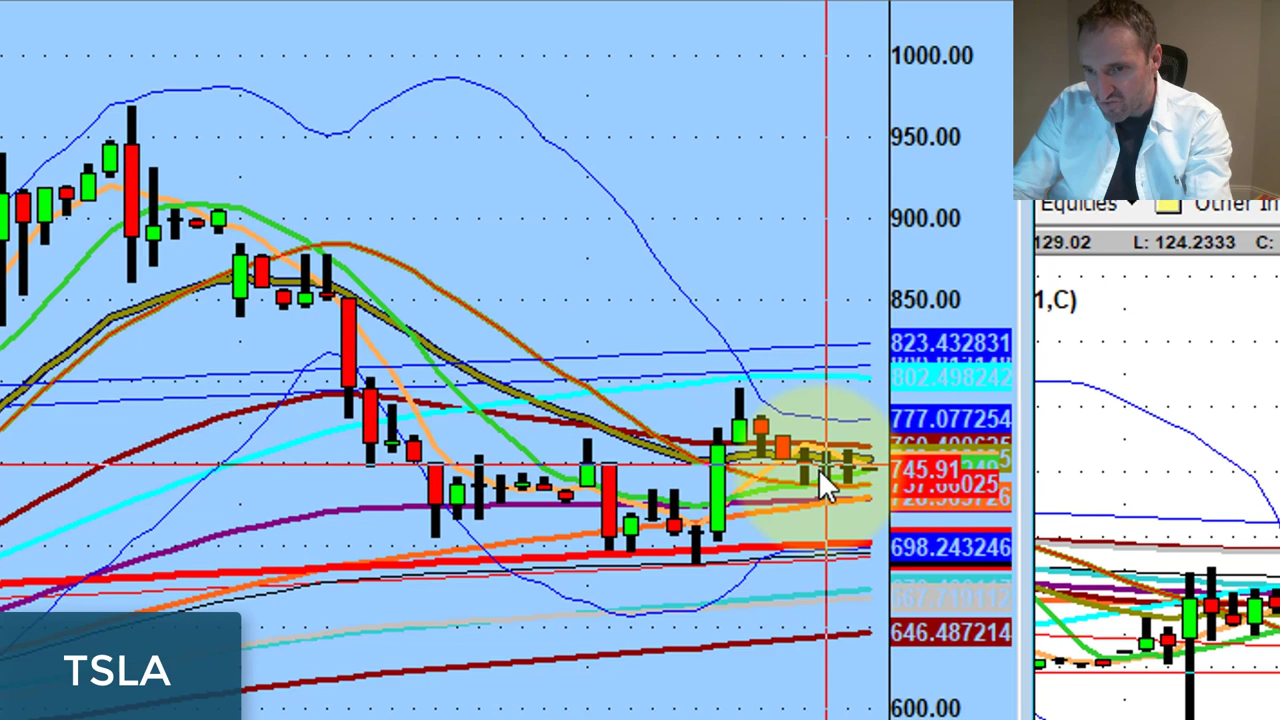 1000.00
950.00
900.00
850.00
823.432831
802.498242
777.077254
745.91
698.243246
646.487214
600.00
TSLA
Equities Other In
129.02 L: 124.2333 C:
1,C)